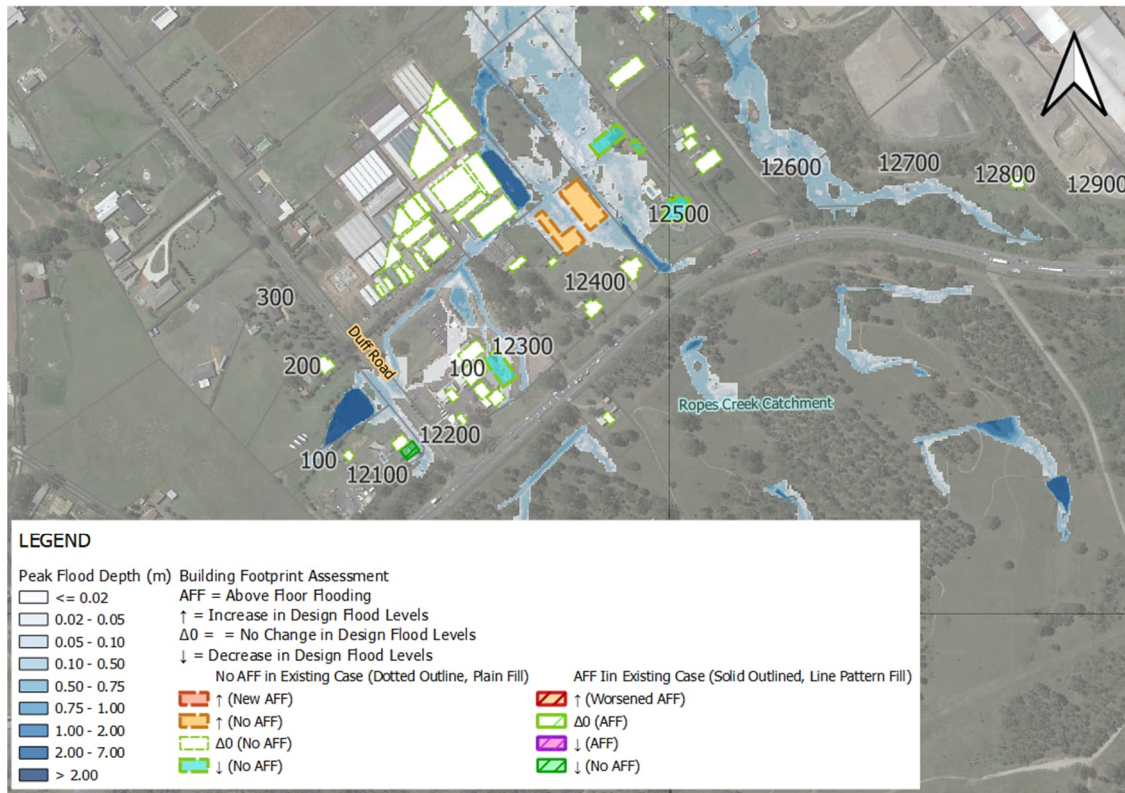 12600
12700
12800
12900
12500
12400
300
Duff Road
12300
200
100
Ropes Creek Catchment
12200
100
12100
LEGEND
Peak Flood Depth (m)
<= 0.02
0.02 - 0.05
0.05 - 0.10
0.10 - 0.50
0.50 - 0.75
0.75 - 1.00
1.00 - 2.00
2.00 - 7.00
> 2.00
Building Footprint Assessment
AFF = Above Floor Flooding
↑ = Increase in Design Flood Levels
Δ0 = = No Change in Design Flood Levels
↓ = Decrease in Design Flood Levels
No AFF in Existing Case (Dotted Outline, Plain Fill)
↑ (New AFF)
↑ (No AFF)
Δ0 (No AFF)
↓ (No AFF)
AFF Iin Existing Case (Solid Outlined, Line Pattern Fill)
↑ (Worsened AFF)
Δ0 (AFF)
↓ (AFF)
↓ (No AFF)